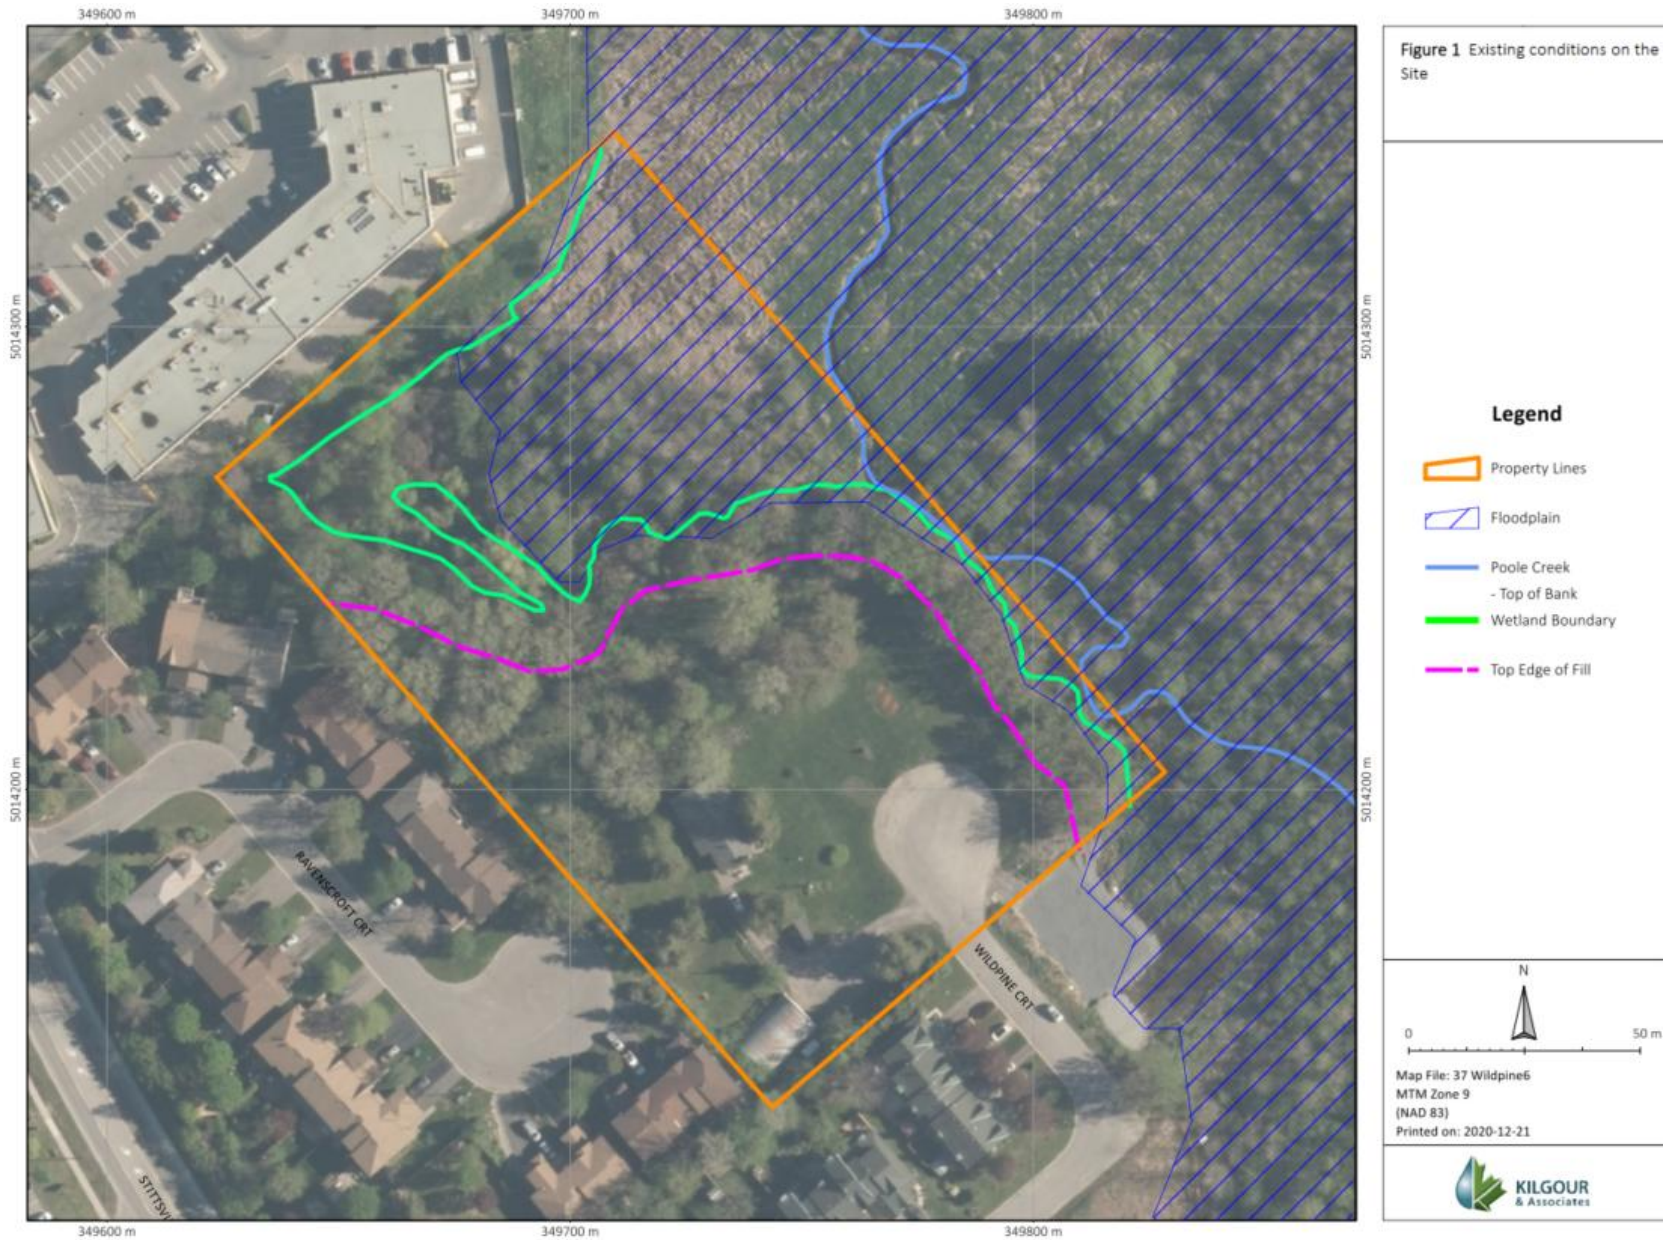 349600 m
349700 m
349800 m
Figure 1 Existing conditions on the
Site
5014300 m
5014300 m
Legend
Property Lines
Floodplain
Poole Creek
- Top of Bank
Wetland Boundary
Top Edge of Fill
5014200 m
5014200 m
RAVENSCROFT CRT
WILDPINE CRT
STITTSV
N
0
50 m
Map File: 37 Wildpine6
MTM Zone 9
(NAD 83)
Printed on: 2020-12-21
KILGOUR
& Associates
349600 m
349700 m
349800 m